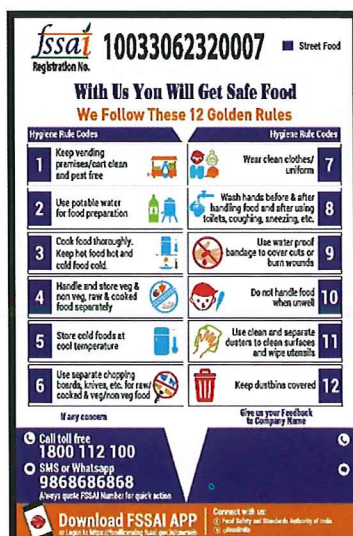 fssai
Registration No.
10033062320007
Street Food
With Us You Will Get Safe Food
We Follow These 12 Golden Rules
Hygiene Rule Codes
Hygiene Rule Codes
1
Keep vending
premises/cart clean
and pest free
2
Use potable water
for food preparation
3
Cook food thoroughly.
Keep hot food hot and
cold food cold.
4
Handle and store veg &
non veg, raw & cooked
food separately
5
Store cold foods at
cool temperature
6
Use separate chopping
boards, knives, etc. for raw/
cooked & veg/non veg food
Wear clean clothes/
uniform
7
Wash hands before & after
handling food and after using
toilets, coughing, sneezing, etc.
8
Use water proof
bandage to cover cuts or
burn wounds
9
Do not handle food
when unwell
10
Use clean and separate
dusters to clean surfaces
and wipe utensils
11
Keep dustbins covered
12
If any concern
Give us your Feedback
to Company Name
Call toll free
1800 112 100
SMS or Whatsapp
9868686868
Always quote FSSAI Number for quick action
Download FSSAI APP
Connect with us:
Food Safety and Standards Authority of India